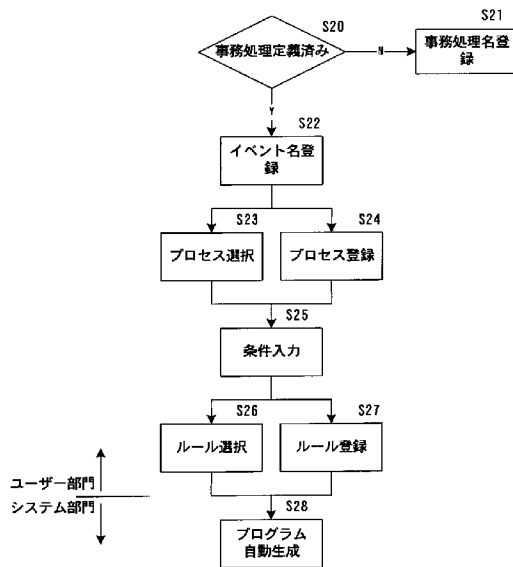 S20
事務処理定義済み
N
S21
事務処理名登
録
Y
S22
イベント名登
録
S23
プロセス選択
S24
プロセス登録
S25
条件入力
S26
ルール選択
S27
ルール登録
ユーザー部門
システム部門
S28
プログラム
自動生成